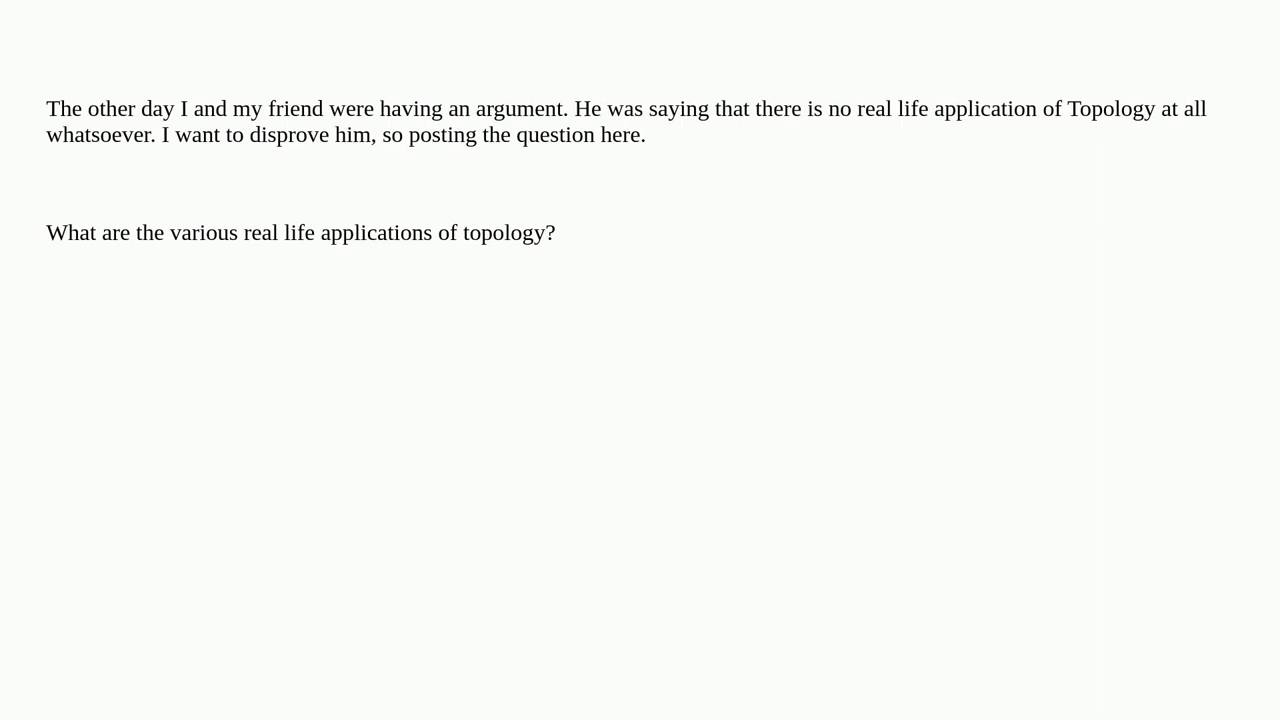 The other day I and my friend were having an argument. He was saying that there is no real life application of Topology at all
whatsoever. I want to disprove him, so posting the question here.
What are the various real life applications of topology?